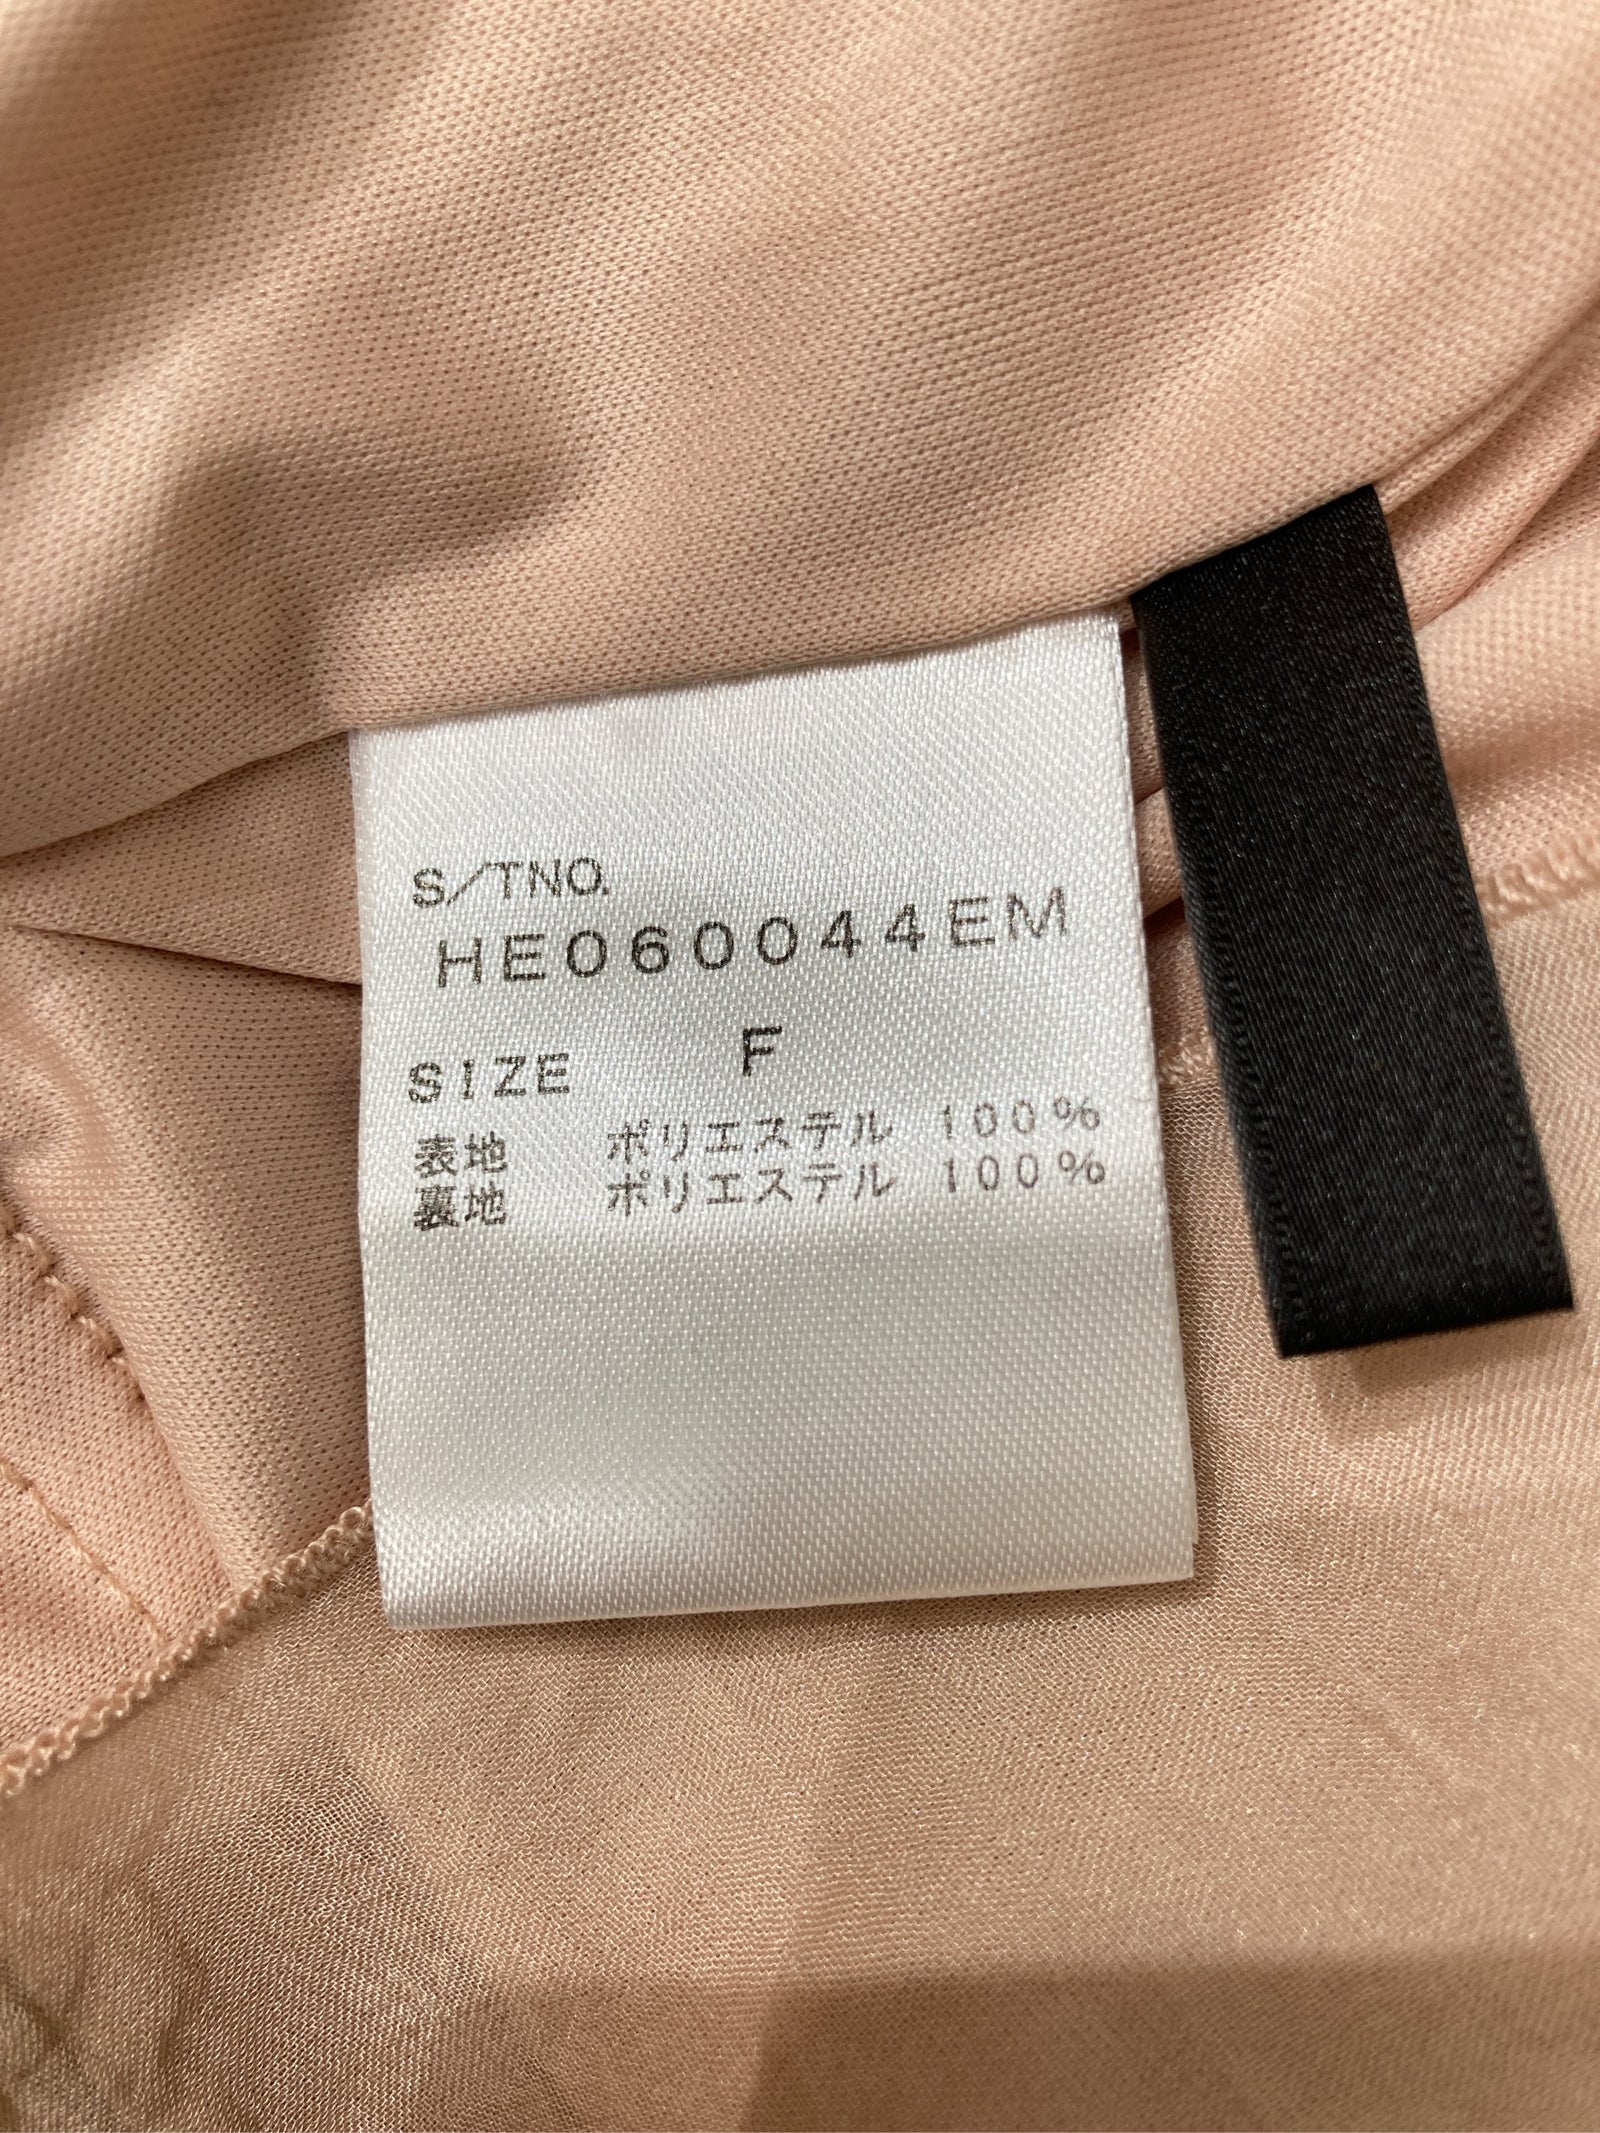 S/TNO.
HE060044EM
SIZE F
表地 ポリエステル 100%
裏地 ポリエステル 100%